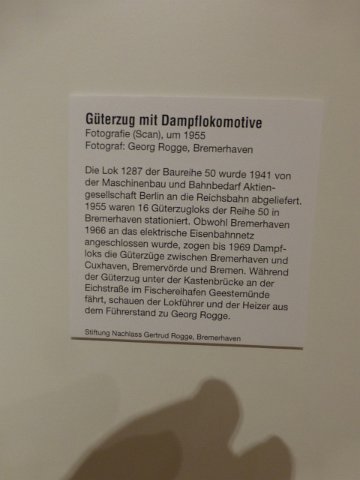 Güterzug mit Dampflokomotive
Fotografie (Scan), um 1955
Fotograf: Georg Rogge, Bremerhaven
Die Lok 1287 der Baureihe 50 wurde 1941 von
der Maschinenbau und Bahnbedarf Aktien-
gesellschaft Berlin an die Reichsbahn abgeliefert.
1955 waren 16 Güterzugloks der Reihe 50 in
Bremerhaven stationiert. Obwohl Bremerhaven
1966 an das elektrische Eisenbahnnetz
angeschlossen wurde, zogen bis 1969 Dampf-
loks die Güterzüge zwischen Bremerhaven und
Cuxhaven, Bremervörde und Bremen. Während
der Güterzug unter der Kastenbrücke an der
Eichstraße im Fischereihafen Geestemünde
fährt, schauen der Lokführer und der Heizer aus
dem Führerstand zu Georg Rogge.
Stiftung Nachlass Gertrud Rogge, Bremerhaven